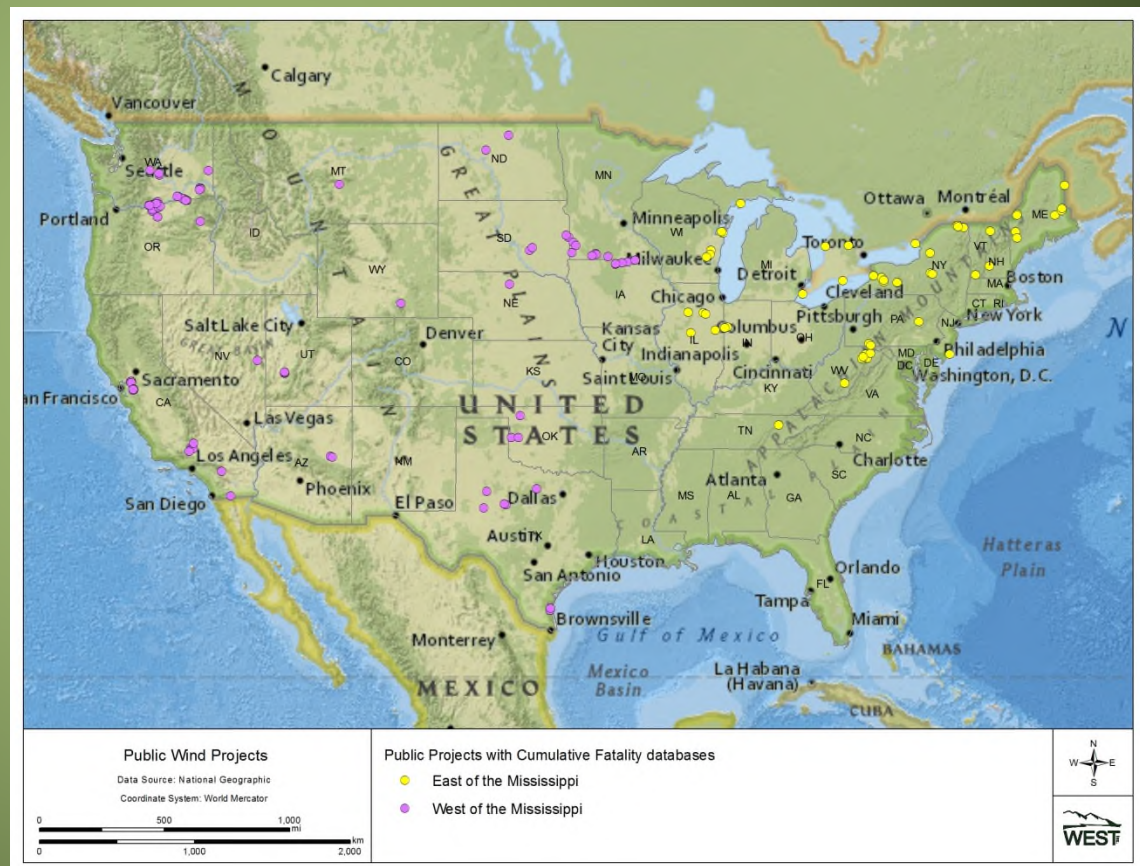 Calgary
Vancouver
WA
Seattle
MT
ND
MN
Ottawa
Montréal
ME
Portland
OR
ID
Minneapolis
WI
Toronto
VT
NH
NY
SD
WY
Milwaukee
MI
Detroit
MA
Boston
CT RI
IA
Chicago
Cleveland
PA
New York
NJ
NE
Salt Lake City
GREAT BASIN
NV
UT
Denver
CO
Kansas
City
IL
olumbus
IN
OH
Pittsburgh
Philadelphia
MD
DE
DC
Washington, D.C.
Indianapolis
Cincinnati
WV
VA
Sacramento
an Francisco
CA
KS
MO
Saint Louis
KY
Las Vegas
UNITED
STATES
GREAT
PLAINS
MOUNTAIN
APPALACHIAN MOUNTAINS
COASTAL PLAIN
OK
AR
TN
NC
Charlotte
Los Angeles
AZ
NM
Phoenix
San Diego
El Paso
Dallas
Atlanta
SC
MS
AL
GA
LA
Austin
TX
Houston
San Antonio
Hatteras
Plain
Orlando
FL
Tampa
Miami
Brownsville
Monterrey
Gulf of Mexico
Mexico
Basin
BAHAMAS
La Habana
(Havana)
MEXICO
CUBA
N
Public Wind Projects
Data Source: National Geographic
Coordinate System: World Mercator
0 500 1,000
mi
km
0 1,000 2,000
Public Projects with Cumulative Fatality databases
East of the Mississippi
West of the Mississippi
N
W E
S
WEST